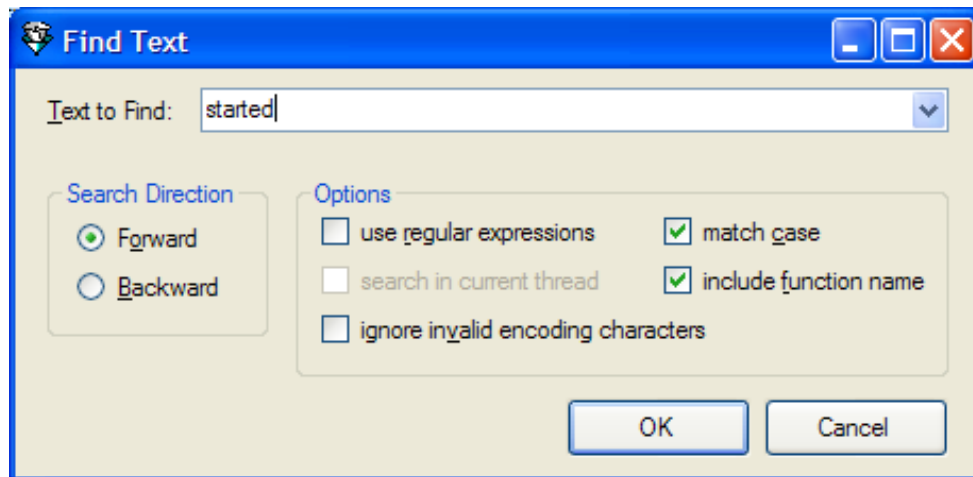 Find Text
Text to Find: started
Search Direction
Forward
Backward
Options
use regular expressions match case
search in current thread include function name
ignore invalid encoding characters
OK Cancel